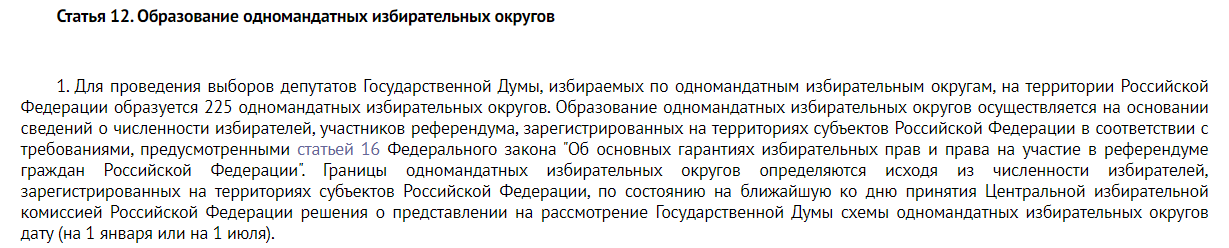 Статья 12. Образование одномандатных избирательных округов
1. Для проведения выборов депутатов Государственной Думы, избираемых по одномандатным избирательным округам, на территории Российской
Федерации образуется 225 одномандатных избирательных округов. Образование одномандатных избирательных округов осуществляется на основании
сведений о численности избирателей, участников референдума, зарегистрированных на территориях субъектов Российской Федерации в соответствии с
требованиями, предусмотренными статьей 16 Федерального закона "Об основных гарантиях избирательных прав и права на участие в референдуме
граждан Российской Федерации". Границы одномандатных избирательных округов определяются исходя из численности избирателей,
зарегистрированных на территориях субъектов Российской Федерации, по состоянию на ближайшую ко дню принятия Центральной избирательной
комиссией Российской Федерации решения о представлении на рассмотрение Государственной Думы схемы одномандатных избирательных округов
дату (на 1 января или на 1 июля).